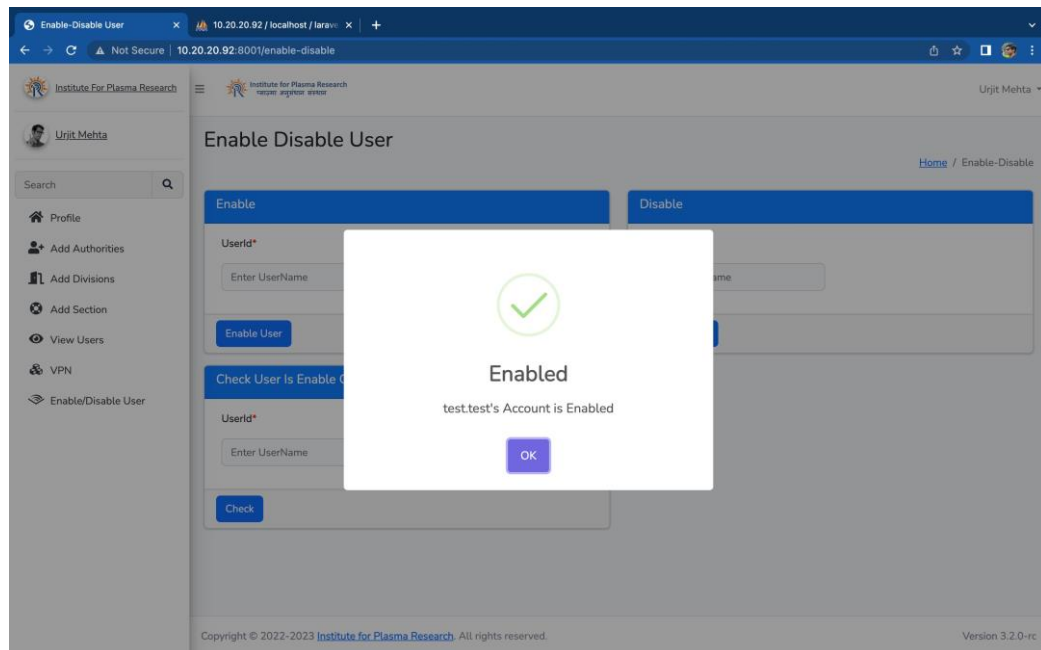 Enable-Disable User
10.20.20.92 / localhost / larave
Not Secure | 10.20.20.92:8001/enable-disable
Institute For Plasma Research
Institute for Plasma Research
Urjit Mehta
Urjit Mehta
Enable Disable User
Home / Enable-Disable
Search
Profile
Add Authorities
Add Divisions
Add Section
View Users
VPN
Enable/Disable User
Enable
UserId*
Enter UserName
Enable User
Disable
ame
Check User Is Enable
UserId*
Enter UserName
Check
Enabled
test.test's Account is Enabled
OK
Copyright © 2022-2023 Institute for Plasma Research. All rights reserved.
Version 3.2.0-rc